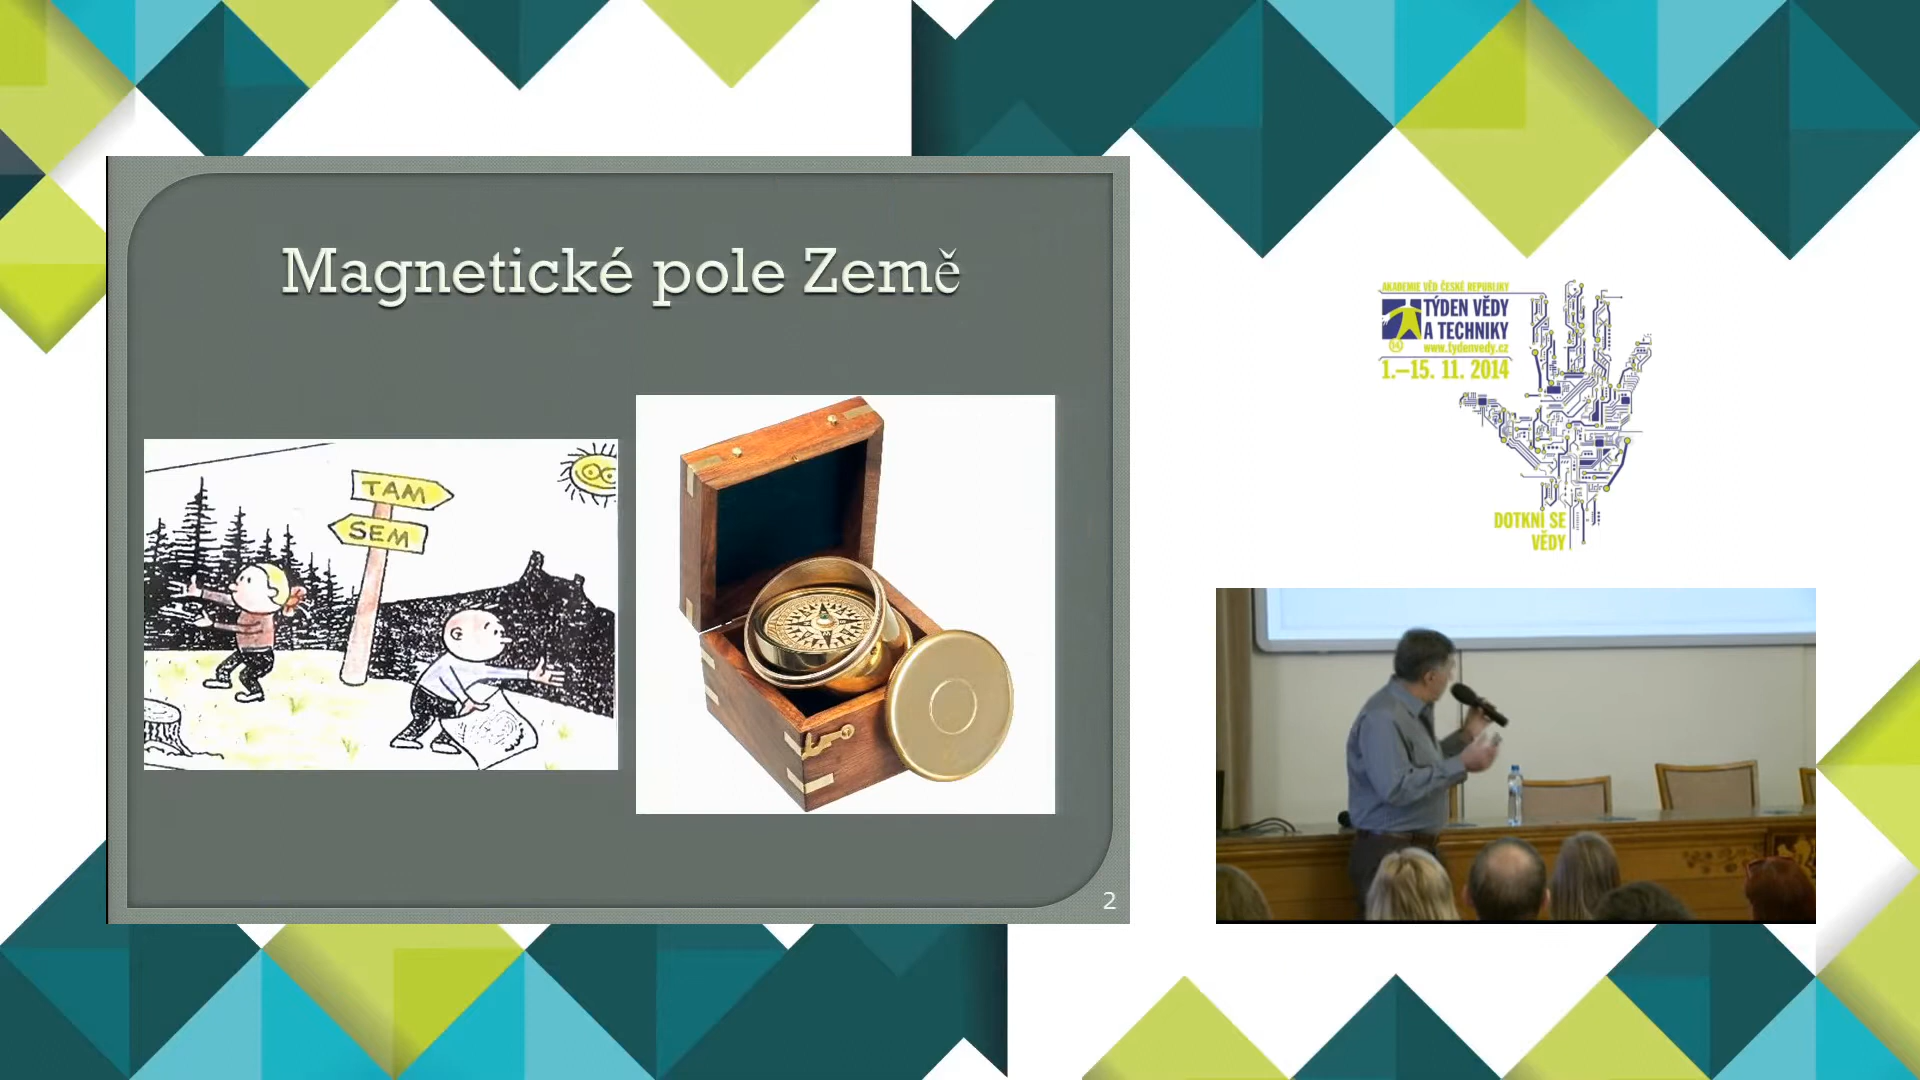 Magnetické pole Země
TAM
SEM
2
AKADEMIE VĚD ČESKÉ REPUBLIKY
TÝDEN VĚDY
A TECHNIKY
www.tydenvedy.cz
1.–15. 11. 2014
DOTKNI SE
VĚDY